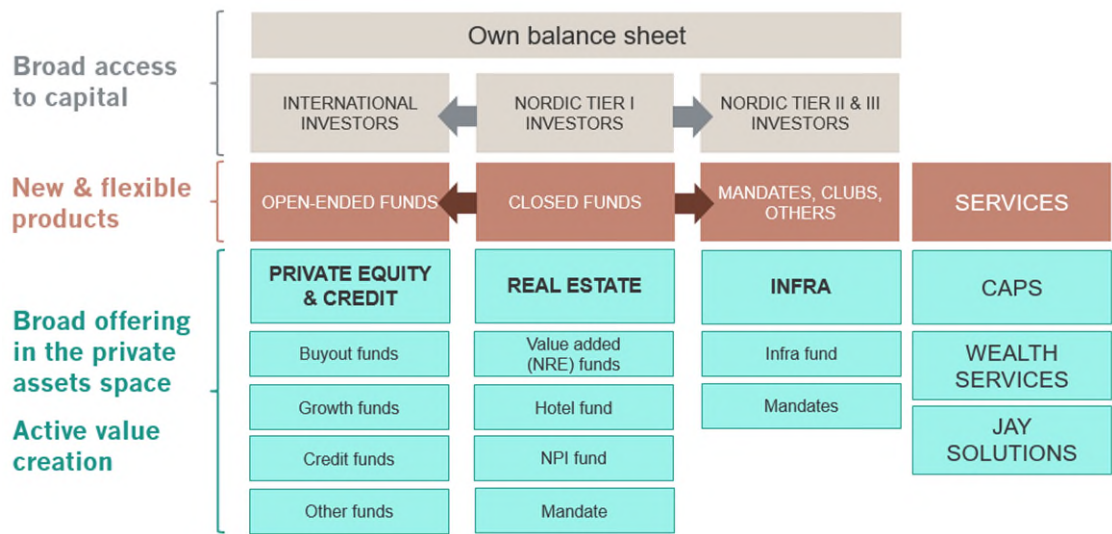 Own balance sheet
Broad access
to capital
INTERNATIONAL
INVESTORS
NORDIC TIER I
INVESTORS
NORDIC TIER II & III
INVESTORS
New & flexible
products
OPEN-ENDED FUNDS
CLOSED FUNDS
MANDATES, CLUBS,
OTHERS
SERVICES
Broad offering
in the private
assets space
Active value
creation
PRIVATE EQUITY
& CREDIT
REAL ESTATE
INFRA
CAPS
Buyout funds
Value added
(NRE) funds
Infra fund
WEALTH
SERVICES
Growth funds
Hotel fund
Mandates
JAY
SOLUTIONS
Credit funds
NPI fund
Other funds
Mandate